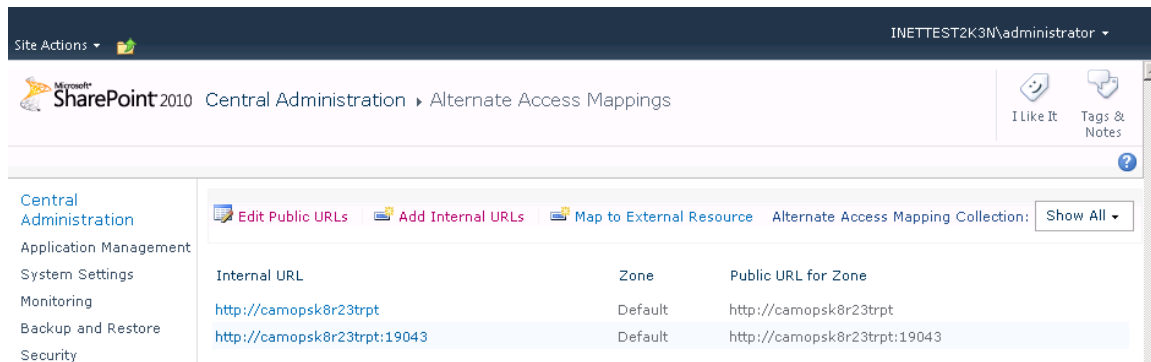 INETTEST2K3N\administrator
Site Actions
Microsoft
SharePoint 2010 Central Administration Alternate Access Mappings
I Like It
Tags &
Notes
Central
Administration
Application Management
System Settings
Monitoring
Backup and Restore
Security
Edit Public URLs Add Internal URLs Map to External Resource Alternate Access Mapping Collection: Show All
Internal URL Zone Public URL for Zone
http://camopsk8r23trpt Default http://camopsk8r23trpt
http://camopsk8r23trpt:19043 Default http://camopsk8r23trpt:19043